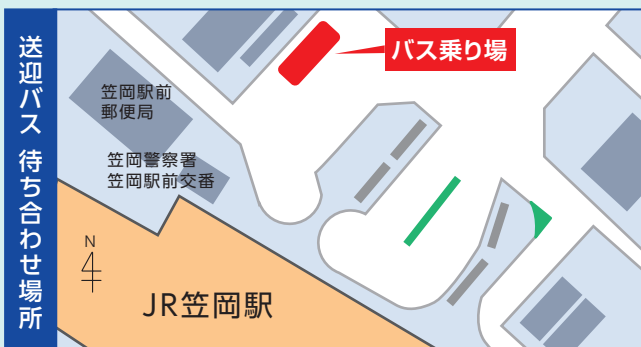 送迎バス 待ち合わせ場所
バス乗り場
笠岡駅前
郵便局
笠岡警察署
笠岡駅前交番
N
JR笠岡駅